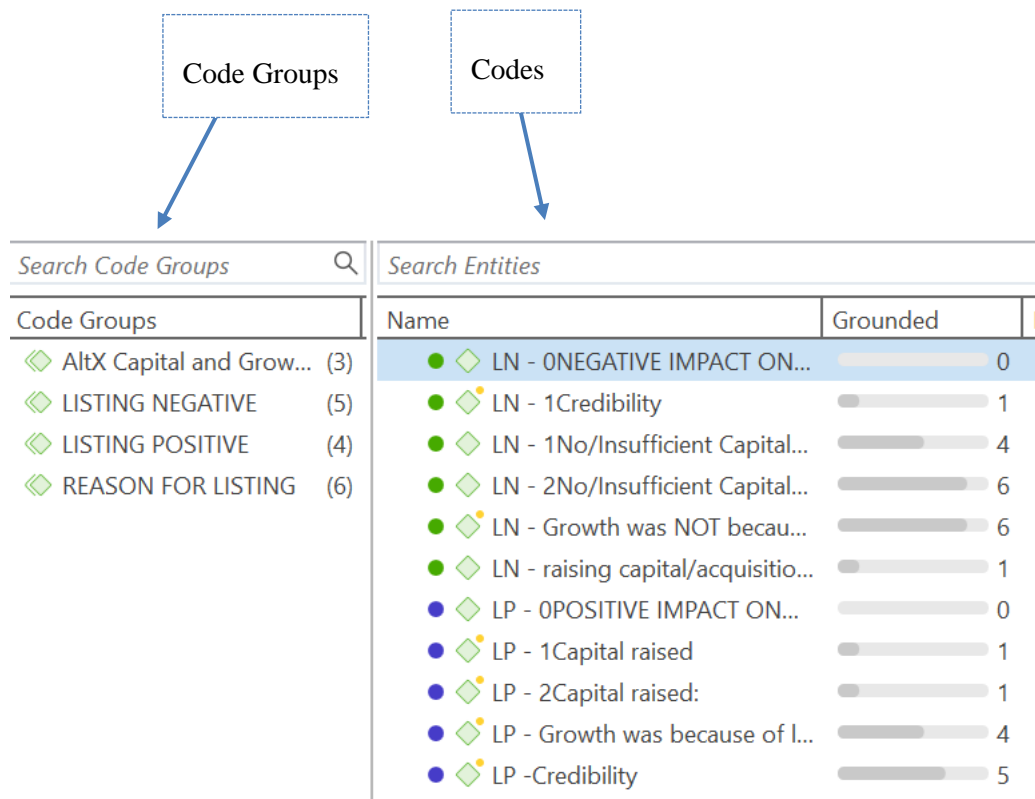 Code Groups
Codes
Search Code Groups
Search Entities
Code Groups
Name
Grounded
AltX Capital and Grow... (3)
LISTING NEGATIVE (5)
LISTING POSITIVE (4)
REASON FOR LISTING (6)
LN - 0NEGATIVE IMPACT ON... 0
LN - 1Credibility 1
LN - 1No/Insufficient Capital... 4
LN - 2No/Insufficient Capital... 6
LN - Growth was NOT becau... 6
LN - raising capital/acquisitio... 1
LP - 0POSITIVE IMPACT ON... 0
LP - 1Capital raised 1
LP - 2Capital raised: 1
LP - Growth was because of l... 4
LP -Credibility 5